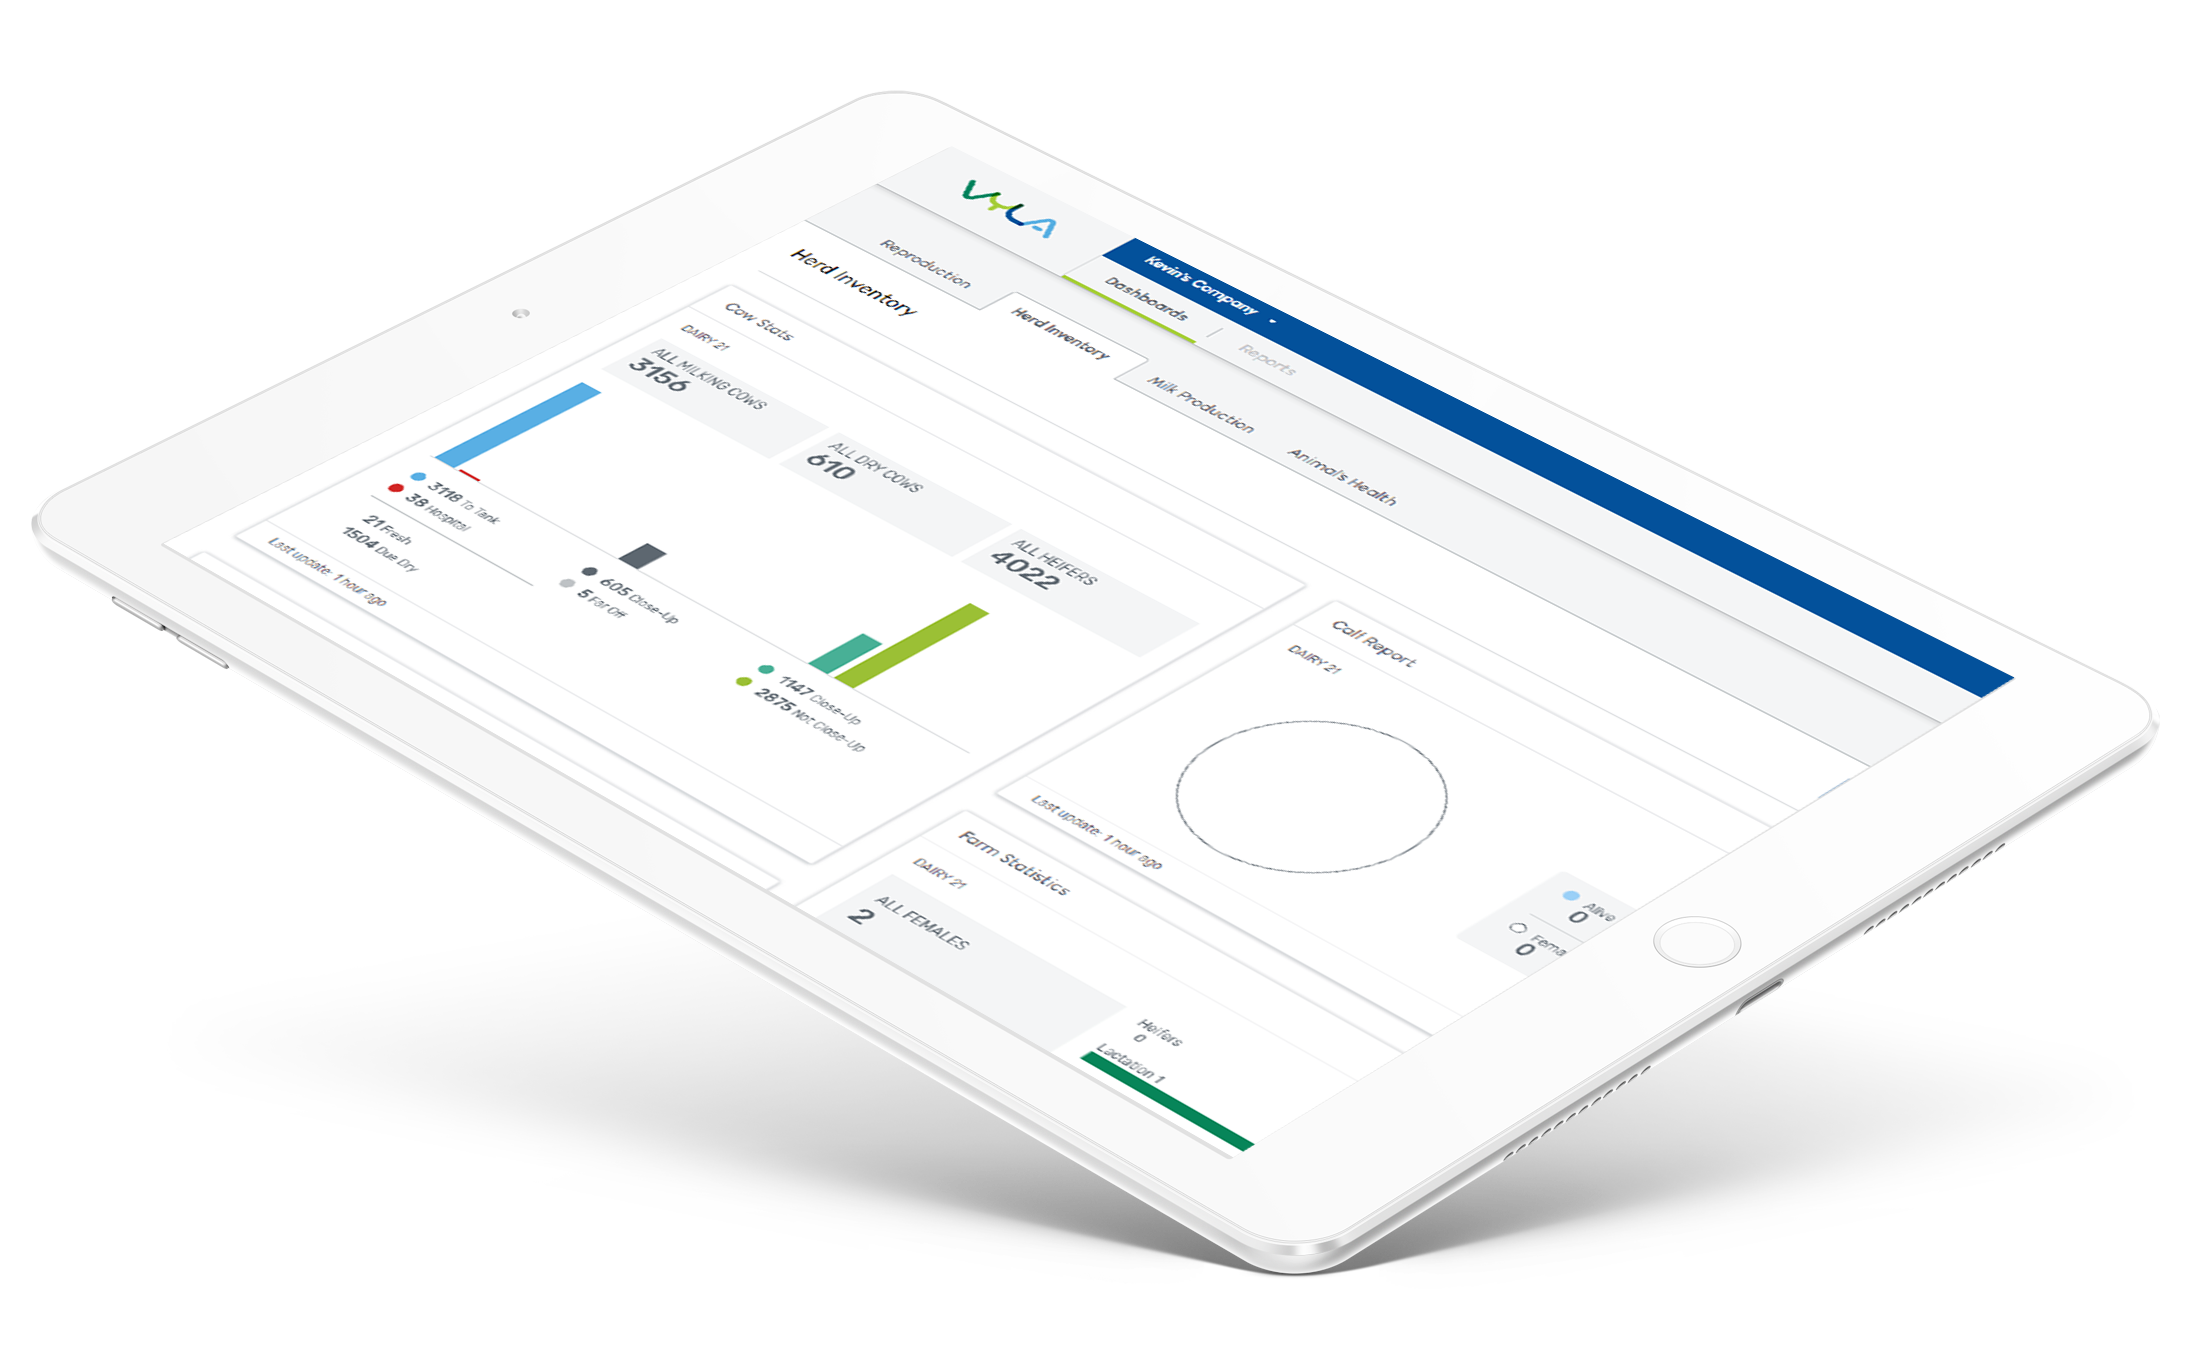 VYLA
Kevin's Company
Dashboards
Reports
Reproduction
Herd Inventory
Milk Production
Animal's Health
Herd Inventory
Cow Stats
DAIRY 21
ALL MILKING COWS
3156
3118 To Tank
38 Hospital
21 Fresh
1504 Due Dry
ALL DRY COWS
610
605 Close-Up
5 Far Off
ALL HEIFERS
4022
1147 Close-Up
2875 Not Close-Up
Last update: 1 hour ago
Calf Report
DAIRY 21
Alive
0
Fema
0
Last update: 1 hour ago
Farm Statistics
DAIRY 21
ALL FEMALES
2
Heifers
0
Lactation 1